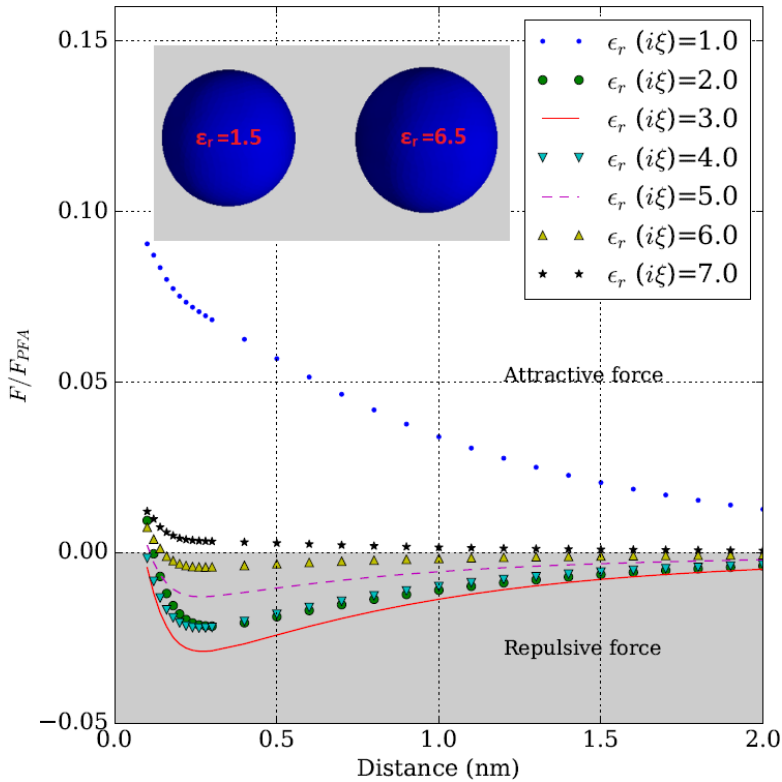 0.15
0.10
0.05
0.00
−0.05
F/F_PFA
εr =1.5
εr =6.5
ϵr (iξ)=1.0
ϵr (iξ)=2.0
ϵr (iξ)=3.0
ϵr (iξ)=4.0
ϵr (iξ)=5.0
ϵr (iξ)=6.0
ϵr (iξ)=7.0
Attractive force
Repulsive force
0.0 0.5 1.0 1.5 2.0
Distance (nm)